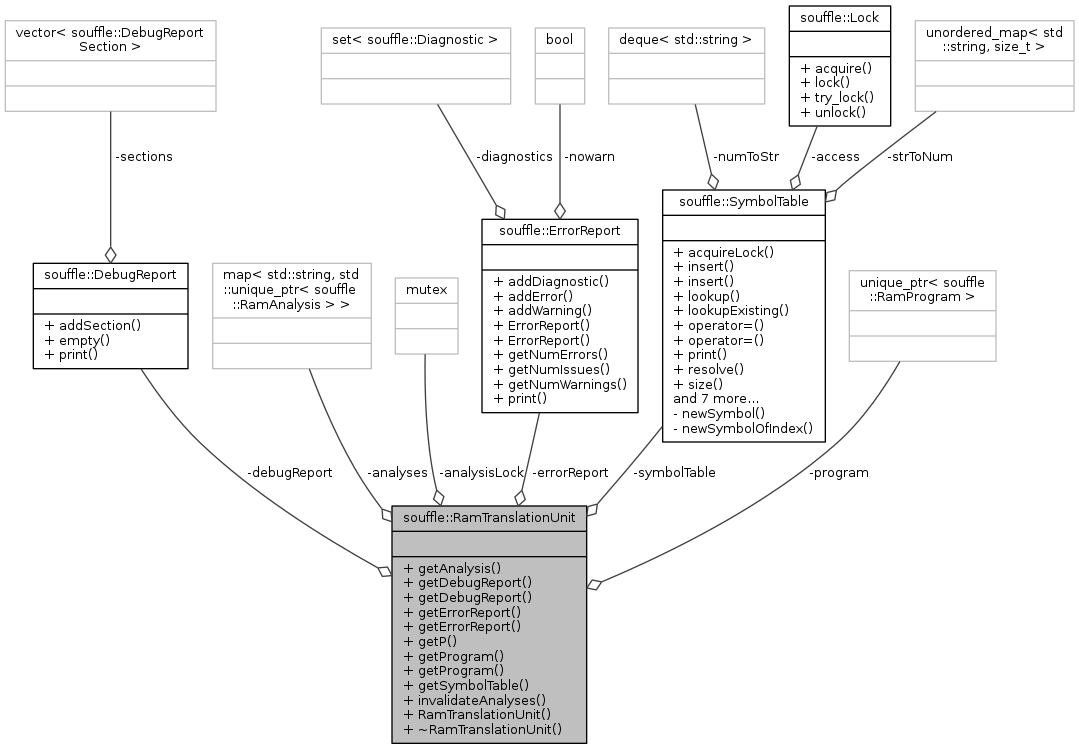 souffle::Lock
+ acquire()
+ lock()
+ try_lock()
+ unlock()
vector< souffle::DebugReport
Section >
set< souffle::Diagnostic >
bool
deque< std::string >
unordered_map< std
::string, size_t >
-sections
-diagnostics
-nowarn
-numToStr
-access
-strToNum
souffle::DebugReport
+ addSection()
+ empty()
+ print()
map< std::string, std
::unique_ptr< souffle
::RamAnalysis > >
mutex
souffle::ErrorReport
+ addDiagnostic()
+ addError()
+ addWarning()
+ ErrorReport()
+ ErrorReport()
+ getNumErrors()
+ getNumIssues()
+ getNumWarnings()
+ print()
souffle::SymbolTable
+ acquireLock()
+ insert()
+ insert()
+ lookup()
+ lookupExisting()
+ operator=()
+ operator=()
+ print()
+ resolve()
+ size()
and 7 more...
- newSymbol()
- newSymbolOfIndex()
unique_ptr< souffle
::RamProgram >
-debugReport
-analyses
-analysisLock
-errorReport
-symbolTable
-program
souffle::RamTranslationUnit
+ getAnalysis()
+ getDebugReport()
+ getDebugReport()
+ getErrorReport()
+ getErrorReport()
+ getP()
+ getProgram()
+ getProgram()
+ getSymbolTable()
+ invalidateAnalyses()
+ RamTranslationUnit()
+ ~RamTranslationUnit()